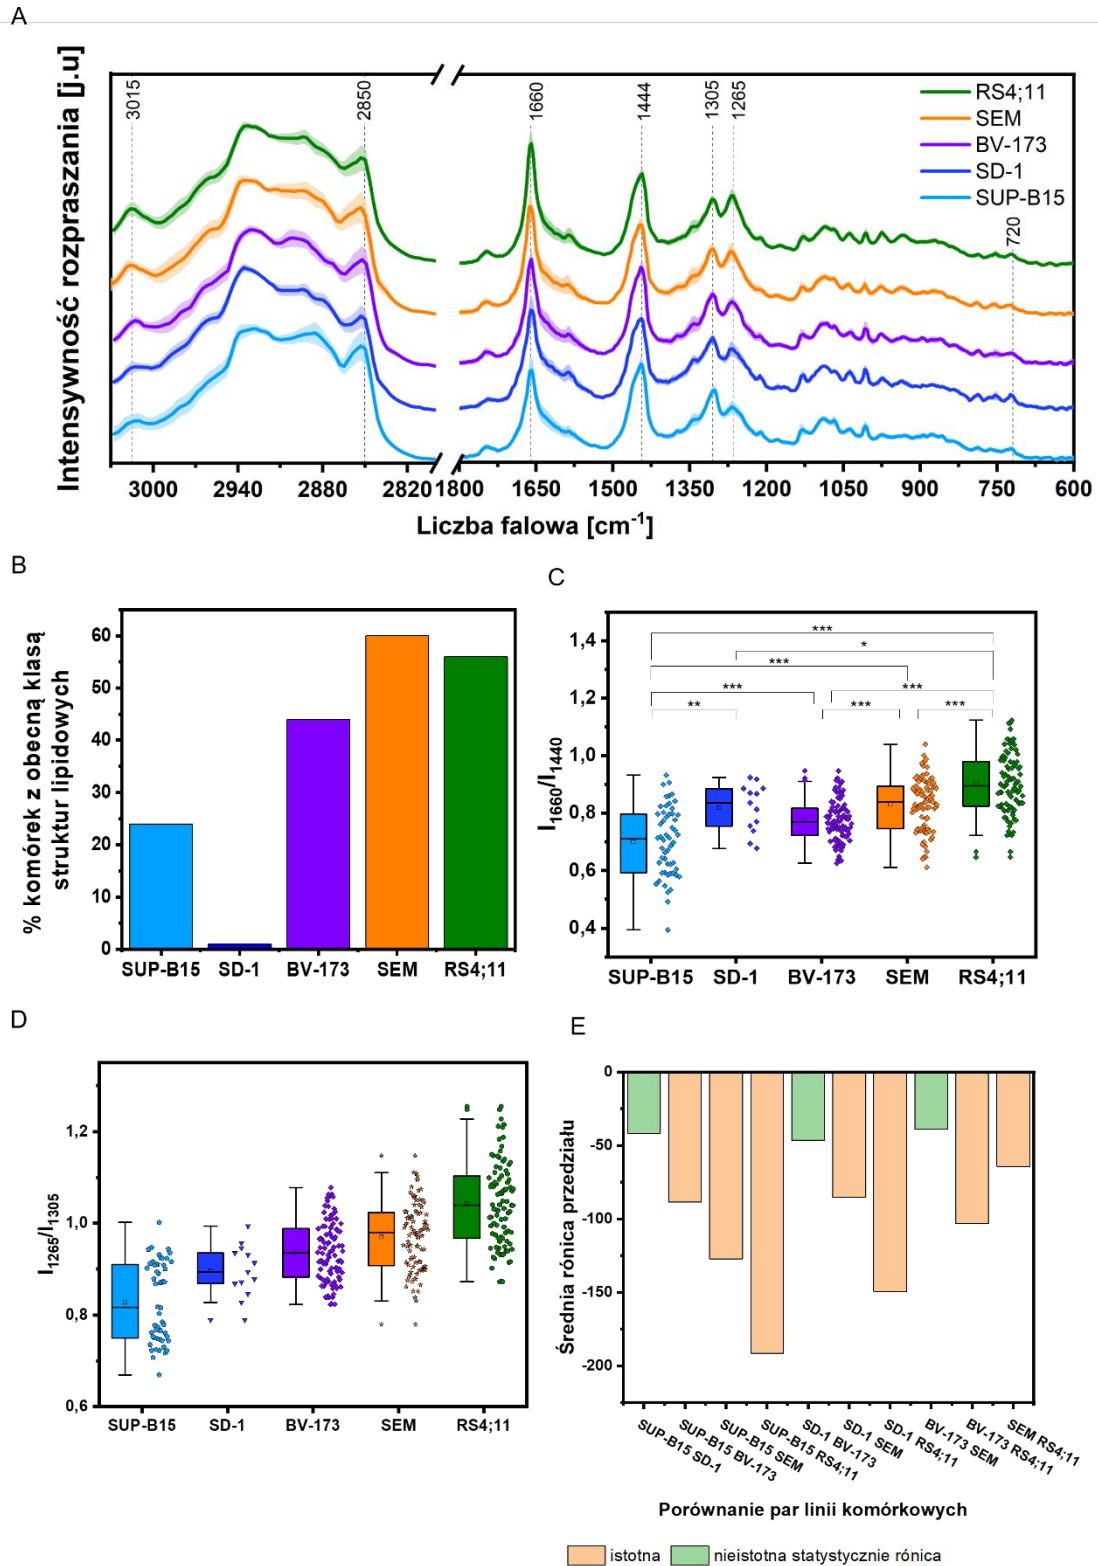 A
Intensywność rozpraszania [j.u]
3015
2850
1660
1444
1305
1265
720
RS4;11
SEM
BV-173
SD-1
SUP-B15
3000 2940 2880 2820 1800 1650 1500 1350 1200 1050 900 750 600
Liczba falowa [cm⁻¹]
B
% komórek z obecną klasą
struktur lipidowych
60
50
40
30
20
10
0
SUP-B15 SD-1 BV-173 SEM RS4;11
C
I1660/I1440
1,4
1,2
1,0
0,8
0,6
0,4
***
*
***
*** ***
** *** ***
SUP-B15 SD-1 BV-173 SEM RS4;11
D
I1265/I1305
1,2
1,0
0,8
0,6
SUP-B15 SD-1 BV-173 SEM RS4;11
E
Średnia rónica przedziału
0
-50
-100
-150
-200
SUP-B15 SD-1
SUP-B15 BV-173
SUP-B15 SEM
SUP-B15 RS4;11
SD-1 BV-173
SD-1 SEM
SD-1 RS4;11
BV-173 SEM
BV-173 RS4;11
SEM RS4;11
Porównanie par linii komórkowych
istotna nieistotna statystycznie rónica